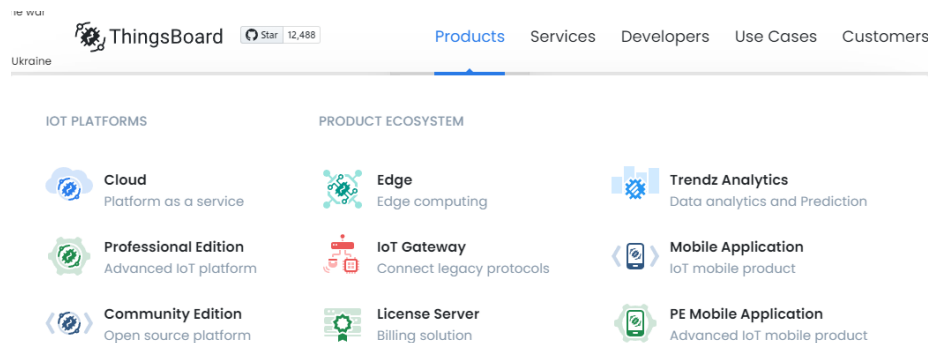 Ukraine
ThingsBoard
Star 12,488
Products Services Developers Use Cases Customers
IOT PLATFORMS
Cloud
Platform as a service
Professional Edition
Advanced IoT platform
Community Edition
Open source platform
PRODUCT ECOSYSTEM
Edge
Edge computing
IoT Gateway
Connect legacy protocols
License Server
Billing solution
Trendz Analytics
Data analytics and Prediction
Mobile Application
IoT mobile product
PE Mobile Application
Advanced IoT mobile product